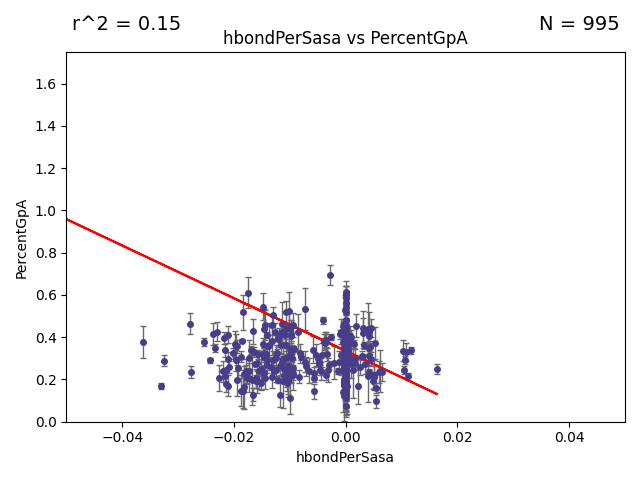 r^2 = 0.15
N = 995
hbondPerSasa vs PercentGpA
PercentGpA
1.6
1.4
1.2
1.0
0.8
0.6
0.4
0.2
0.0
−0.04
−0.02
0.00
0.02
0.04
hbondPerSasa